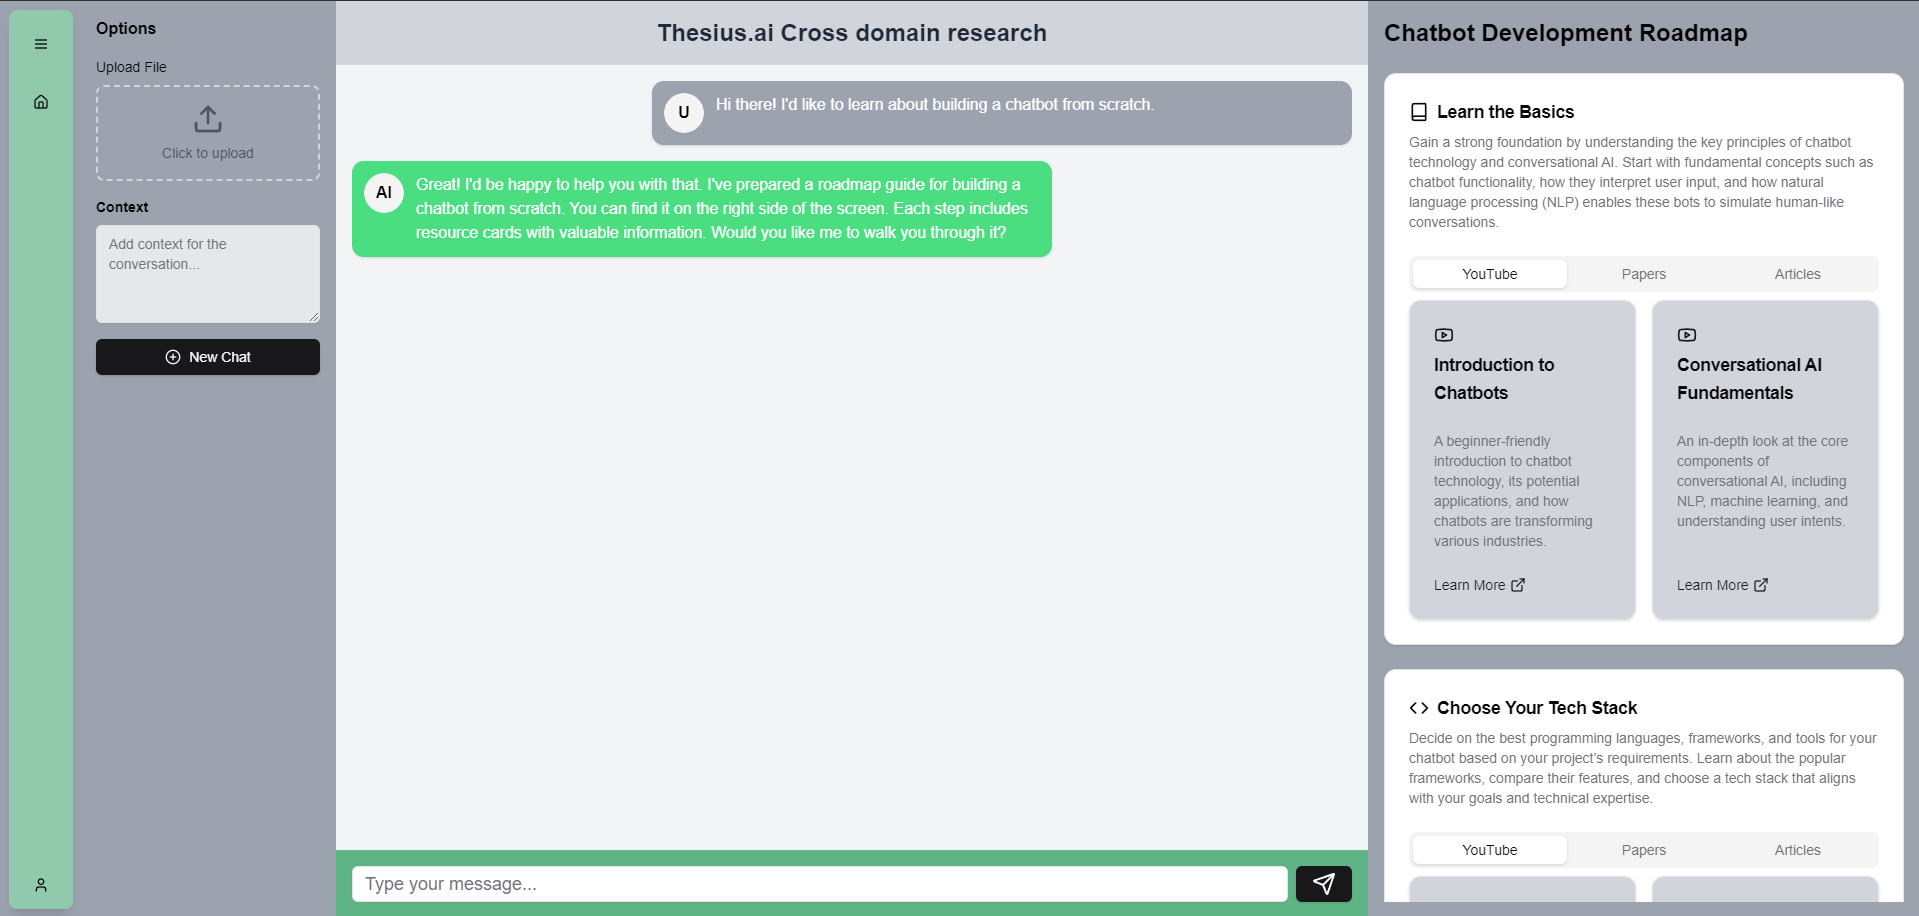 Options
Upload File
Click to upload
Context
Add context for the
conversation...
New Chat
Thesius.ai Cross domain research
U
Hi there! I'd like to learn about building a chatbot from scratch.
AI
Great! I'd be happy to help you with that. I've prepared a roadmap guide for building a
chatbot from scratch. You can find it on the right side of the screen. Each step includes
resource cards with valuable information. Would you like me to walk you through it?
Type your message...
Chatbot Development Roadmap
Learn the Basics
Gain a strong foundation by understanding the key principles of chatbot
technology and conversational AI. Start with fundamental concepts such as
chatbot functionality, how they interpret user input, and how natural
language processing (NLP) enables these bots to simulate human-like
conversations.
YouTube Papers Articles
Introduction to
Chatbots
A beginner-friendly
introduction to chatbot
technology, its potential
applications, and how
chatbots are transforming
various industries.
Learn More
Conversational AI
Fundamentals
An in-depth look at the core
components of
conversational AI, including
NLP, machine learning, and
understanding user intents.
Learn More
Choose Your Tech Stack
Decide on the best programming languages, frameworks, and tools for your
chatbot based on your project's requirements. Learn about the popular
frameworks, compare their features, and choose a tech stack that aligns
with your goals and technical expertise.
YouTube Papers Articles